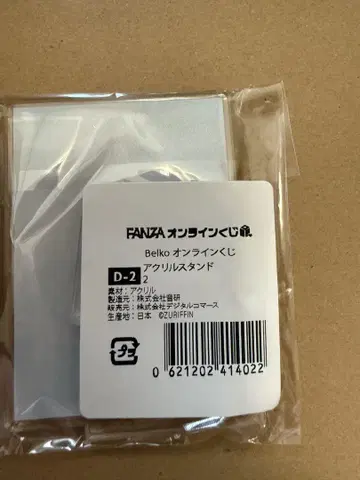 FANZA オンラインくじ
Belko オンラインくじ
D-2 アクリルスタンド
2
素材：アクリル
製造元：株式会社
販売元：株式会社デジタルコマース
生産地：日本 ©ZURIFFIN
プラ
0 621202 414022